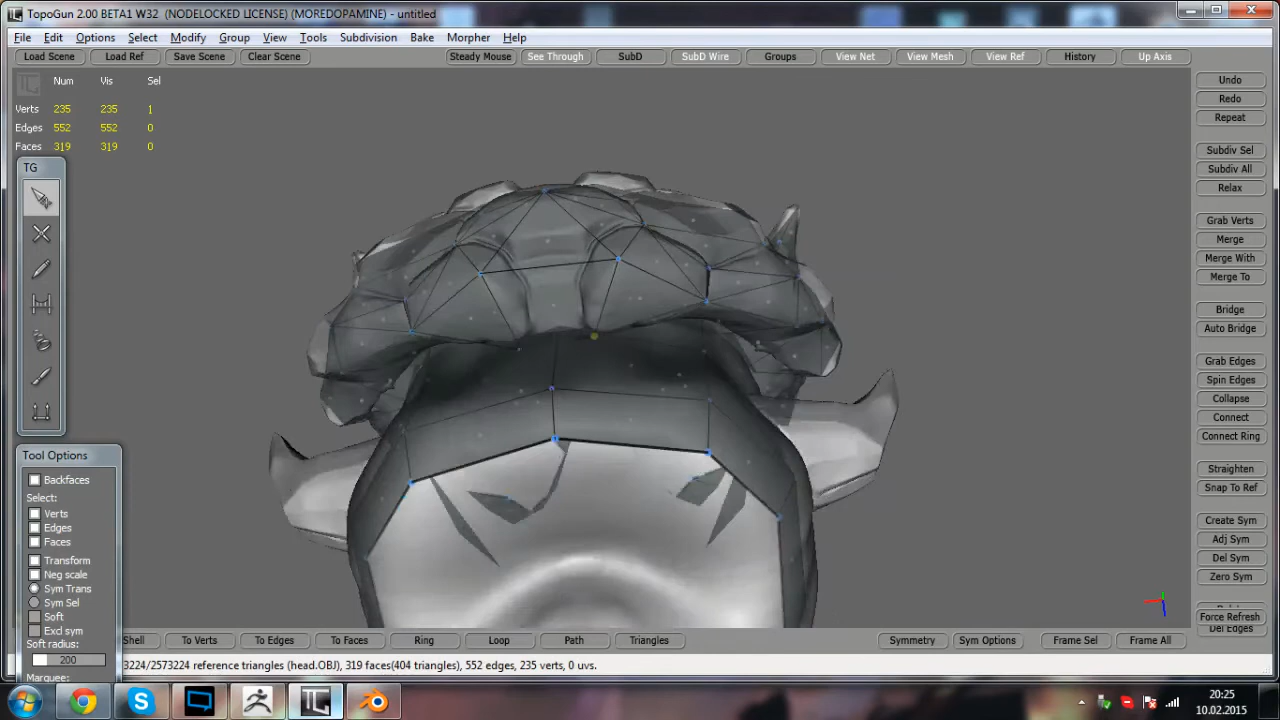 TopoGun 2.00 BETA1 W32 (NODELOCKED LICENSE) (MOREDOPAMINE) - untitled
File Edit Options Select Modify Group View Tools Subdivision Bake Morpher Help
Load Scene Load Ref Save Scene Clear Scene Steady Mouse See Through SubD SubD Wire Groups View Net View Mesh View Ref History Up Axis
Num Vis Sel
Verts 235 235 1
Edges 552 552 0
Faces 319 319 0
TG
Undo
Redo
Repeat
Subdiv Sel
Subdiv All
Relax
Grab Verts
Merge
Merge With
Merge To
Bridge
Auto Bridge
Grab Edges
Spin Edges
Collapse
Connect
Connect Ring
Straighten
Snap To Ref
Create Sym
Adj Sym
Del Sym
Zero Sym
Force Refresh
Del Edges
Tool Options
Backfaces
Select:
Verts
Edges
Faces
Transform
Neg scale
Sym Trans
Sym Sel
Soft
Excl sym
Soft radius:
200
Marquee:
Shell To Verts To Edges To Faces Ring Loop Path Triangles Symmetry Sym Options Frame Sel Frame All
3224/2573224 reference triangles (head.OBJ), 319 faces(404 triangles), 552 edges, 235 verts, 0 uvs.
20:25
10.02.2015